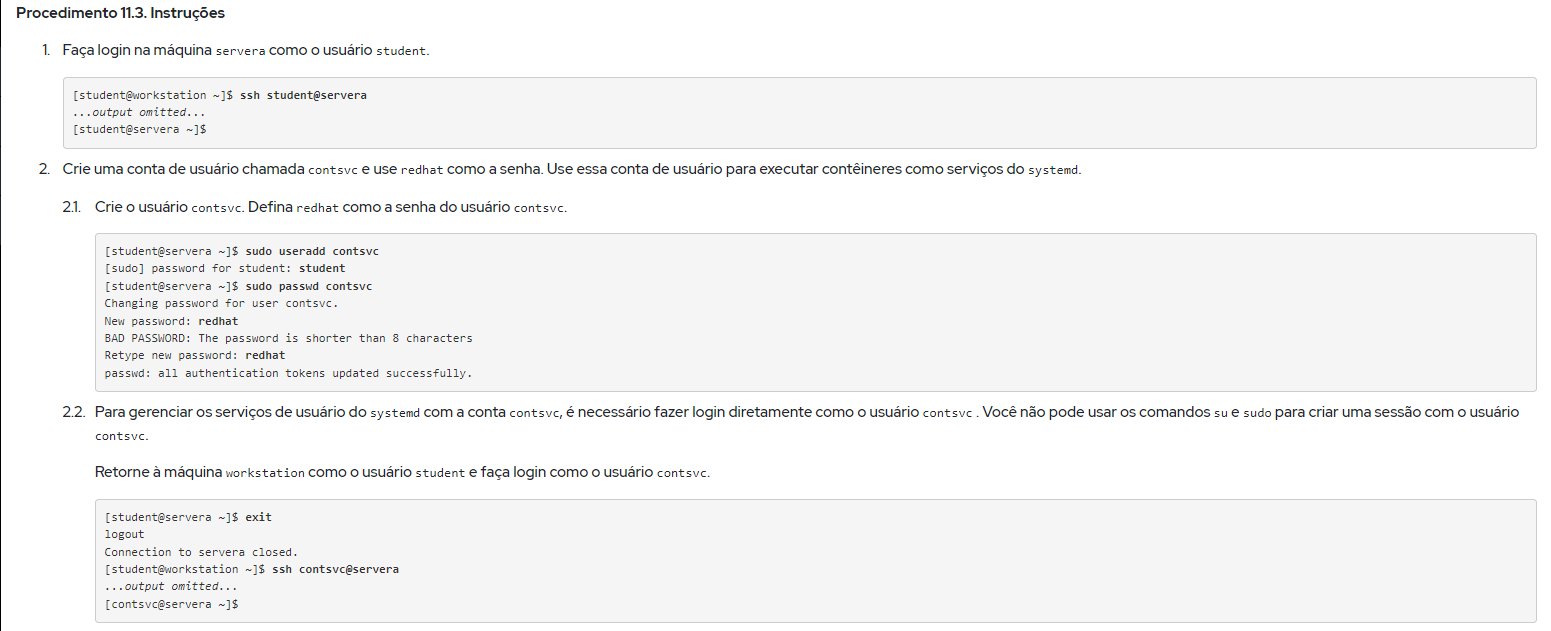 Procedimento 11.3. Instruções
1. Faça login na máquina servera como o usuário student.
[student@workstation ~]$ ssh student@servera
...output omitted...
[student@servera ~]$
2. Crie uma conta de usuário chamada contsvc e use redhat como a senha. Use essa conta de usuário para executar contêineres como serviços do systemd.
2.1. Crie o usuário contsvc. Defina redhat como a senha do usuário contsvc.
[student@servera ~]$ sudo useradd contsvc
[sudo] password for student: student
[student@servera ~]$ sudo passwd contsvc
Changing password for user contsvc.
New password: redhat
BAD PASSWORD: The password is shorter than 8 characters
Retype new password: redhat
passwd: all authentication tokens updated successfully.
2.2. Para gerenciar os serviços de usuário do systemd com a conta contsvc, é necessário fazer login diretamente como o usuário contsvc . Você não pode usar os comandos su e sudo para criar uma sessão com o usuário
contsvc.
Retorne à máquina workstation como o usuário student e faça login como o usuário contsvc.
[student@servera ~]$ exit
logout
Connection to servera closed.
[student@workstation ~]$ ssh contsvc@servera
...output omitted...
[contsvc@servera ~]$